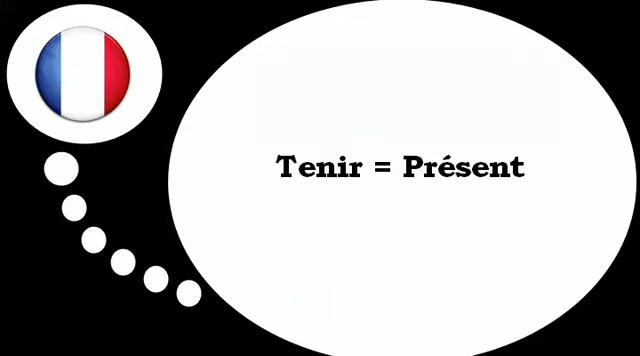 Tenir = Présent